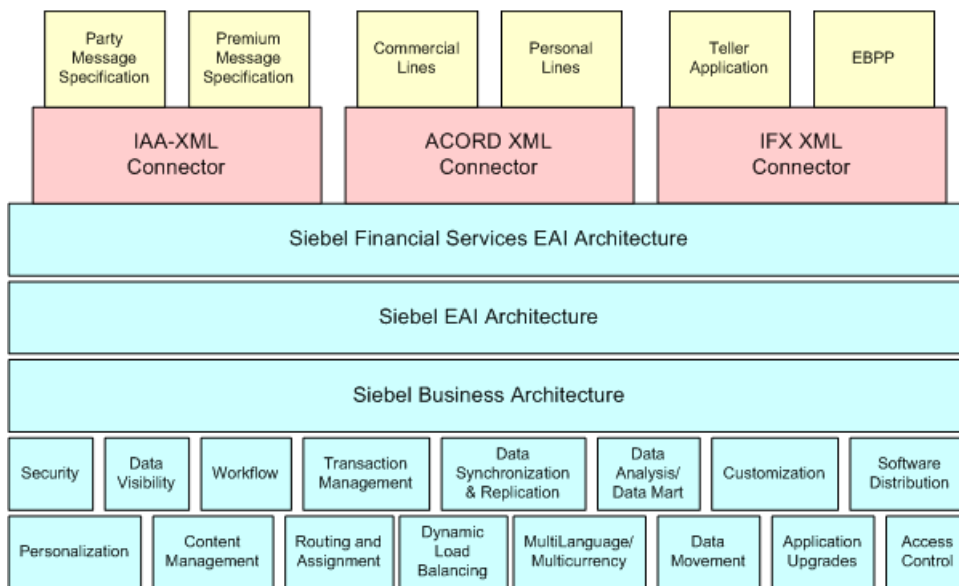 Party
Message
Specification
Premium
Message
Specification
Commercial
Lines
Personal
Lines
Teller
Application
EBPP
IAA-XML
Connector
ACORD XML
Connector
IFX XML
Connector
Siebel Financial Services EAI Architecture
Siebel EAI Architecture
Siebel Business Architecture
Security
Data
Visibility
Workflow
Transaction
Management
Data
Synchronization
& Replication
Data
Analysis/
Data Mart
Customization
Software
Distribution
Personalization
Content
Management
Routing and
Assignment
Dynamic
Load
Balancing
MultiLanguage/
Multicurrency
Data
Movement
Application
Upgrades
Access
Control